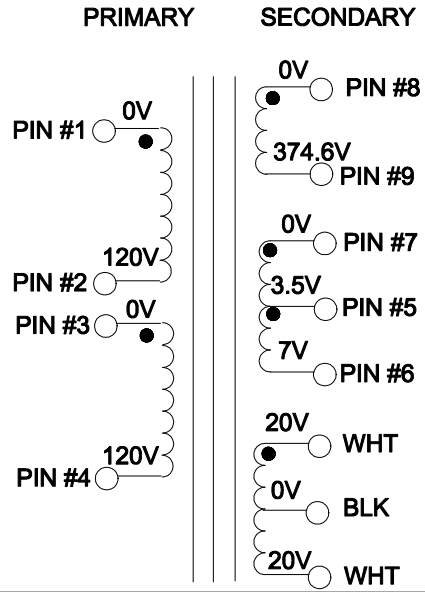 PRIMARY
SECONDARY
0V
PIN #8
0V
PIN #1
374.6V
PIN #9
0V
PIN #7
120V
PIN #2
3.5V
PIN #5
0V
PIN #3
7V
PIN #6
20V
WHT
120V
PIN #4
0V
BLK
20V
WHT